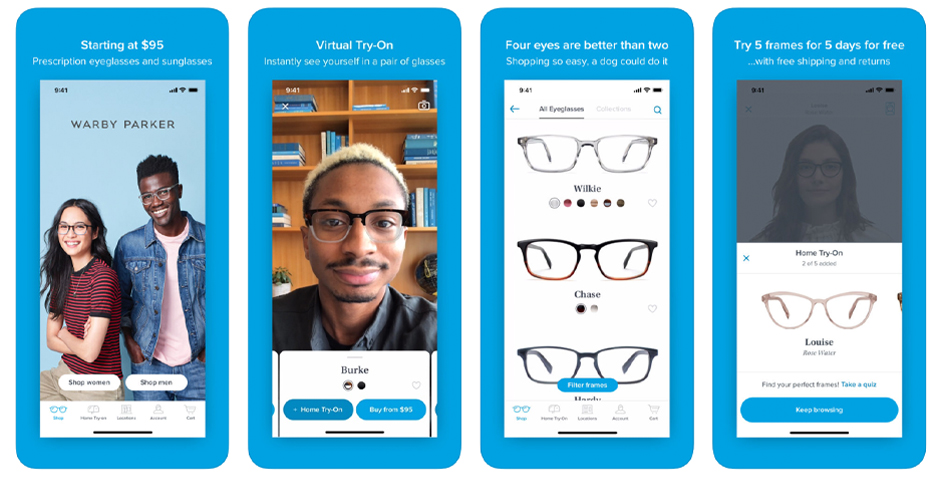 Starting at $95
Prescription eyeglasses and sunglasses
9:41
WARBY PARKER
Shop women
Shop men
Shop
Home Try-On
Locations
Account
Cart
Virtual Try-On
Instantly see yourself in a pair of glasses
9:41
Burke
+ Home Try-On
Buy from $95
Four eyes are better than two
Shopping so easy, a dog could do it
9:41
All Eyeglasses
Collections
Wilkie
Chase
Filter frames
Hardy
Shop
Home Try-On
Locations
Account
Cart
Try 5 frames for 5 days for free
...with free shipping and returns
9:41
Home Try-On
2 of 5 added
Louise
Rose Water
Find your perfect frames! Take a quiz
Keep browsing